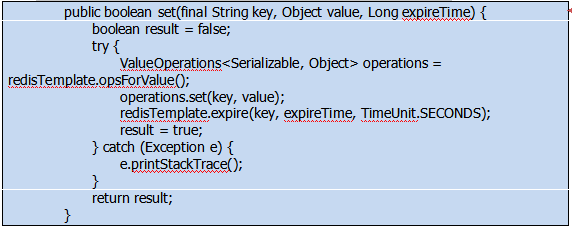 public boolean set(final String key, Object value, Long expireTime) {
boolean result = false;
try {
ValueOperations<Serializable, Object> operations =
redisTemplate.opsForValue();
operations.set(key, value);
redisTemplate.expire(key, expireTime, TimeUnit.SECONDS);
result = true;
} catch (Exception e) {
e.printStackTrace();
}
return result;
}